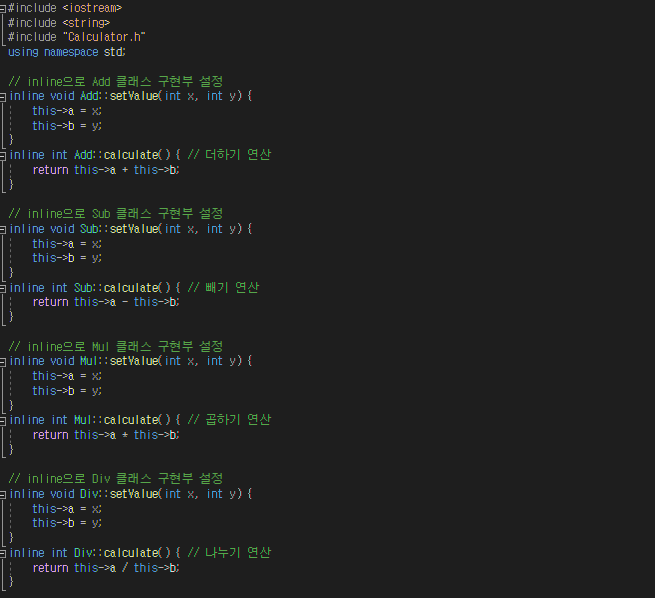 #include <iostream>
#include <string>
#include "Calculator.h"
using namespace std;
// inline으로 Add 클래스 구현부 설정
inline void Add::setValue(int x, int y) {
this->a = x;
this->b = y;
}
inline int Add::calculate() { // 더하기 연산
return this->a + this->b;
}
// inline으로 Sub 클래스 구현부 설정
inline void Sub::setValue(int x, int y) {
this->a = x;
this->b = y;
}
inline int Sub::calculate() { // 빼기 연산
return this->a - this->b;
}
// inline으로 Mul 클래스 구현부 설정
inline void Mul::setValue(int x, int y) {
this->a = x;
this->b = y;
}
inline int Mul::calculate() { // 곱하기 연산
return this->a * this->b;
}
// inline으로 Div 클래스 구현부 설정
inline void Div::setValue(int x, int y) {
this->a = x;
this->b = y;
}
inline int Div::calculate() { // 나누기 연산
return this->a / this->b;
}